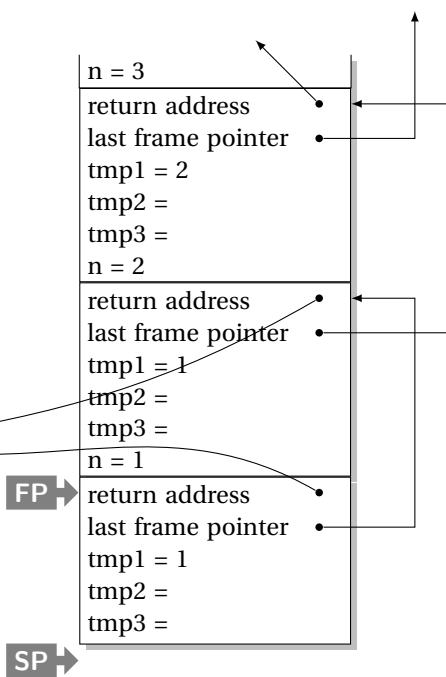 n = 3
return address
last frame pointer
tmp1 = 2
tmp2 =
tmp3 =
n = 2
return address
last frame pointer
tmp1 = 1
tmp2 =
tmp3 =
n = 1
FP return address
last frame pointer
tmp1 = 1
tmp2 =
tmp3 =
SP